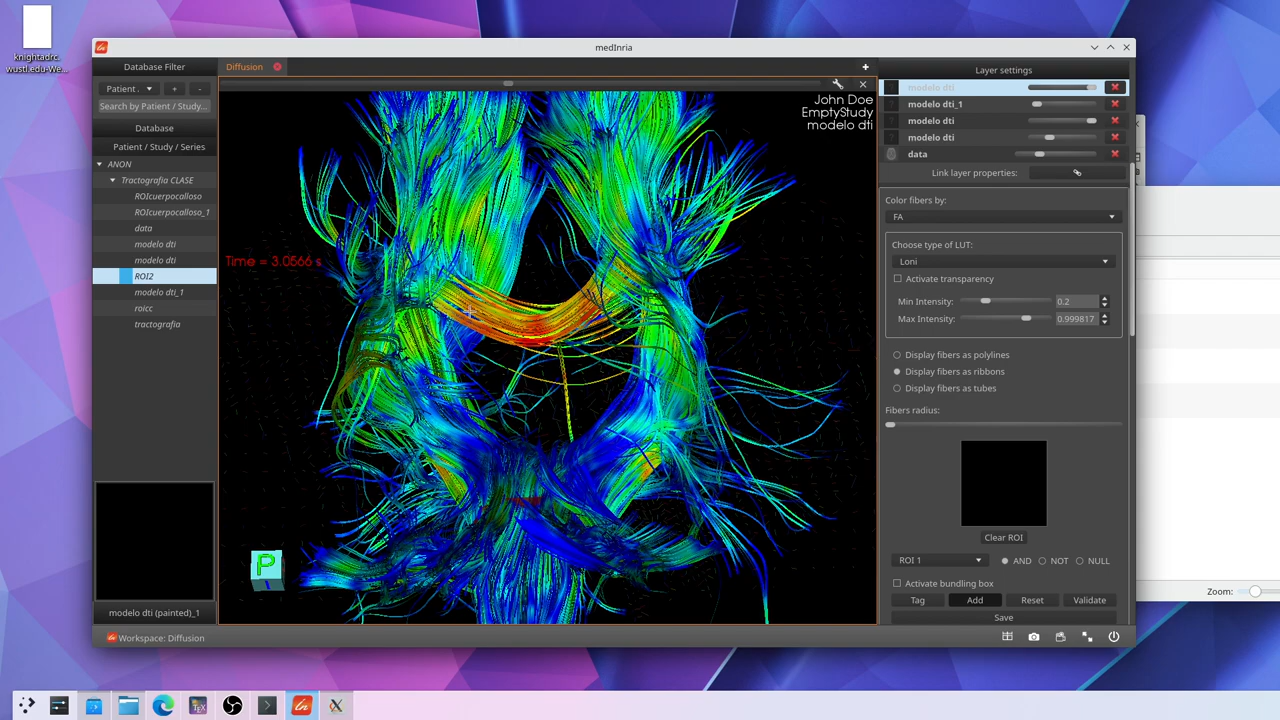 knightadrc.
wustl.edu-We...
medInria
Database Filter
Patient .
+
-
Search by Patient / Study...
Database
Patient / Study / Series
ANON
Tractografia CLASE
ROIcuerpocalloso
ROIcuerpocalloso_1
data
modelo dti
modelo dti
ROI2
modelo dti_1
roicc
tractografia
modelo dti (painted)_1
Workspace: Diffusion
Diffusion
+
John Doe
EmptyStudy
modelo dti
Time = 3.0566 s
P
Layer settings
modelo dti
modelo dti_1
modelo dti
modelo dti
data
Link layer properties:
Color fibers by:
FA
Choose type of LUT:
Loni
Activate transparency
Min Intensity: 0.2
Max Intensity: 0.999817
Display fibers as polylines
Display fibers as ribbons
Display fibers as tubes
Fibers radius:
Clear ROI
ROI 1 AND NOT NULL
Activate bundling box
Tag Add Reset Validate
Save
Zoom: